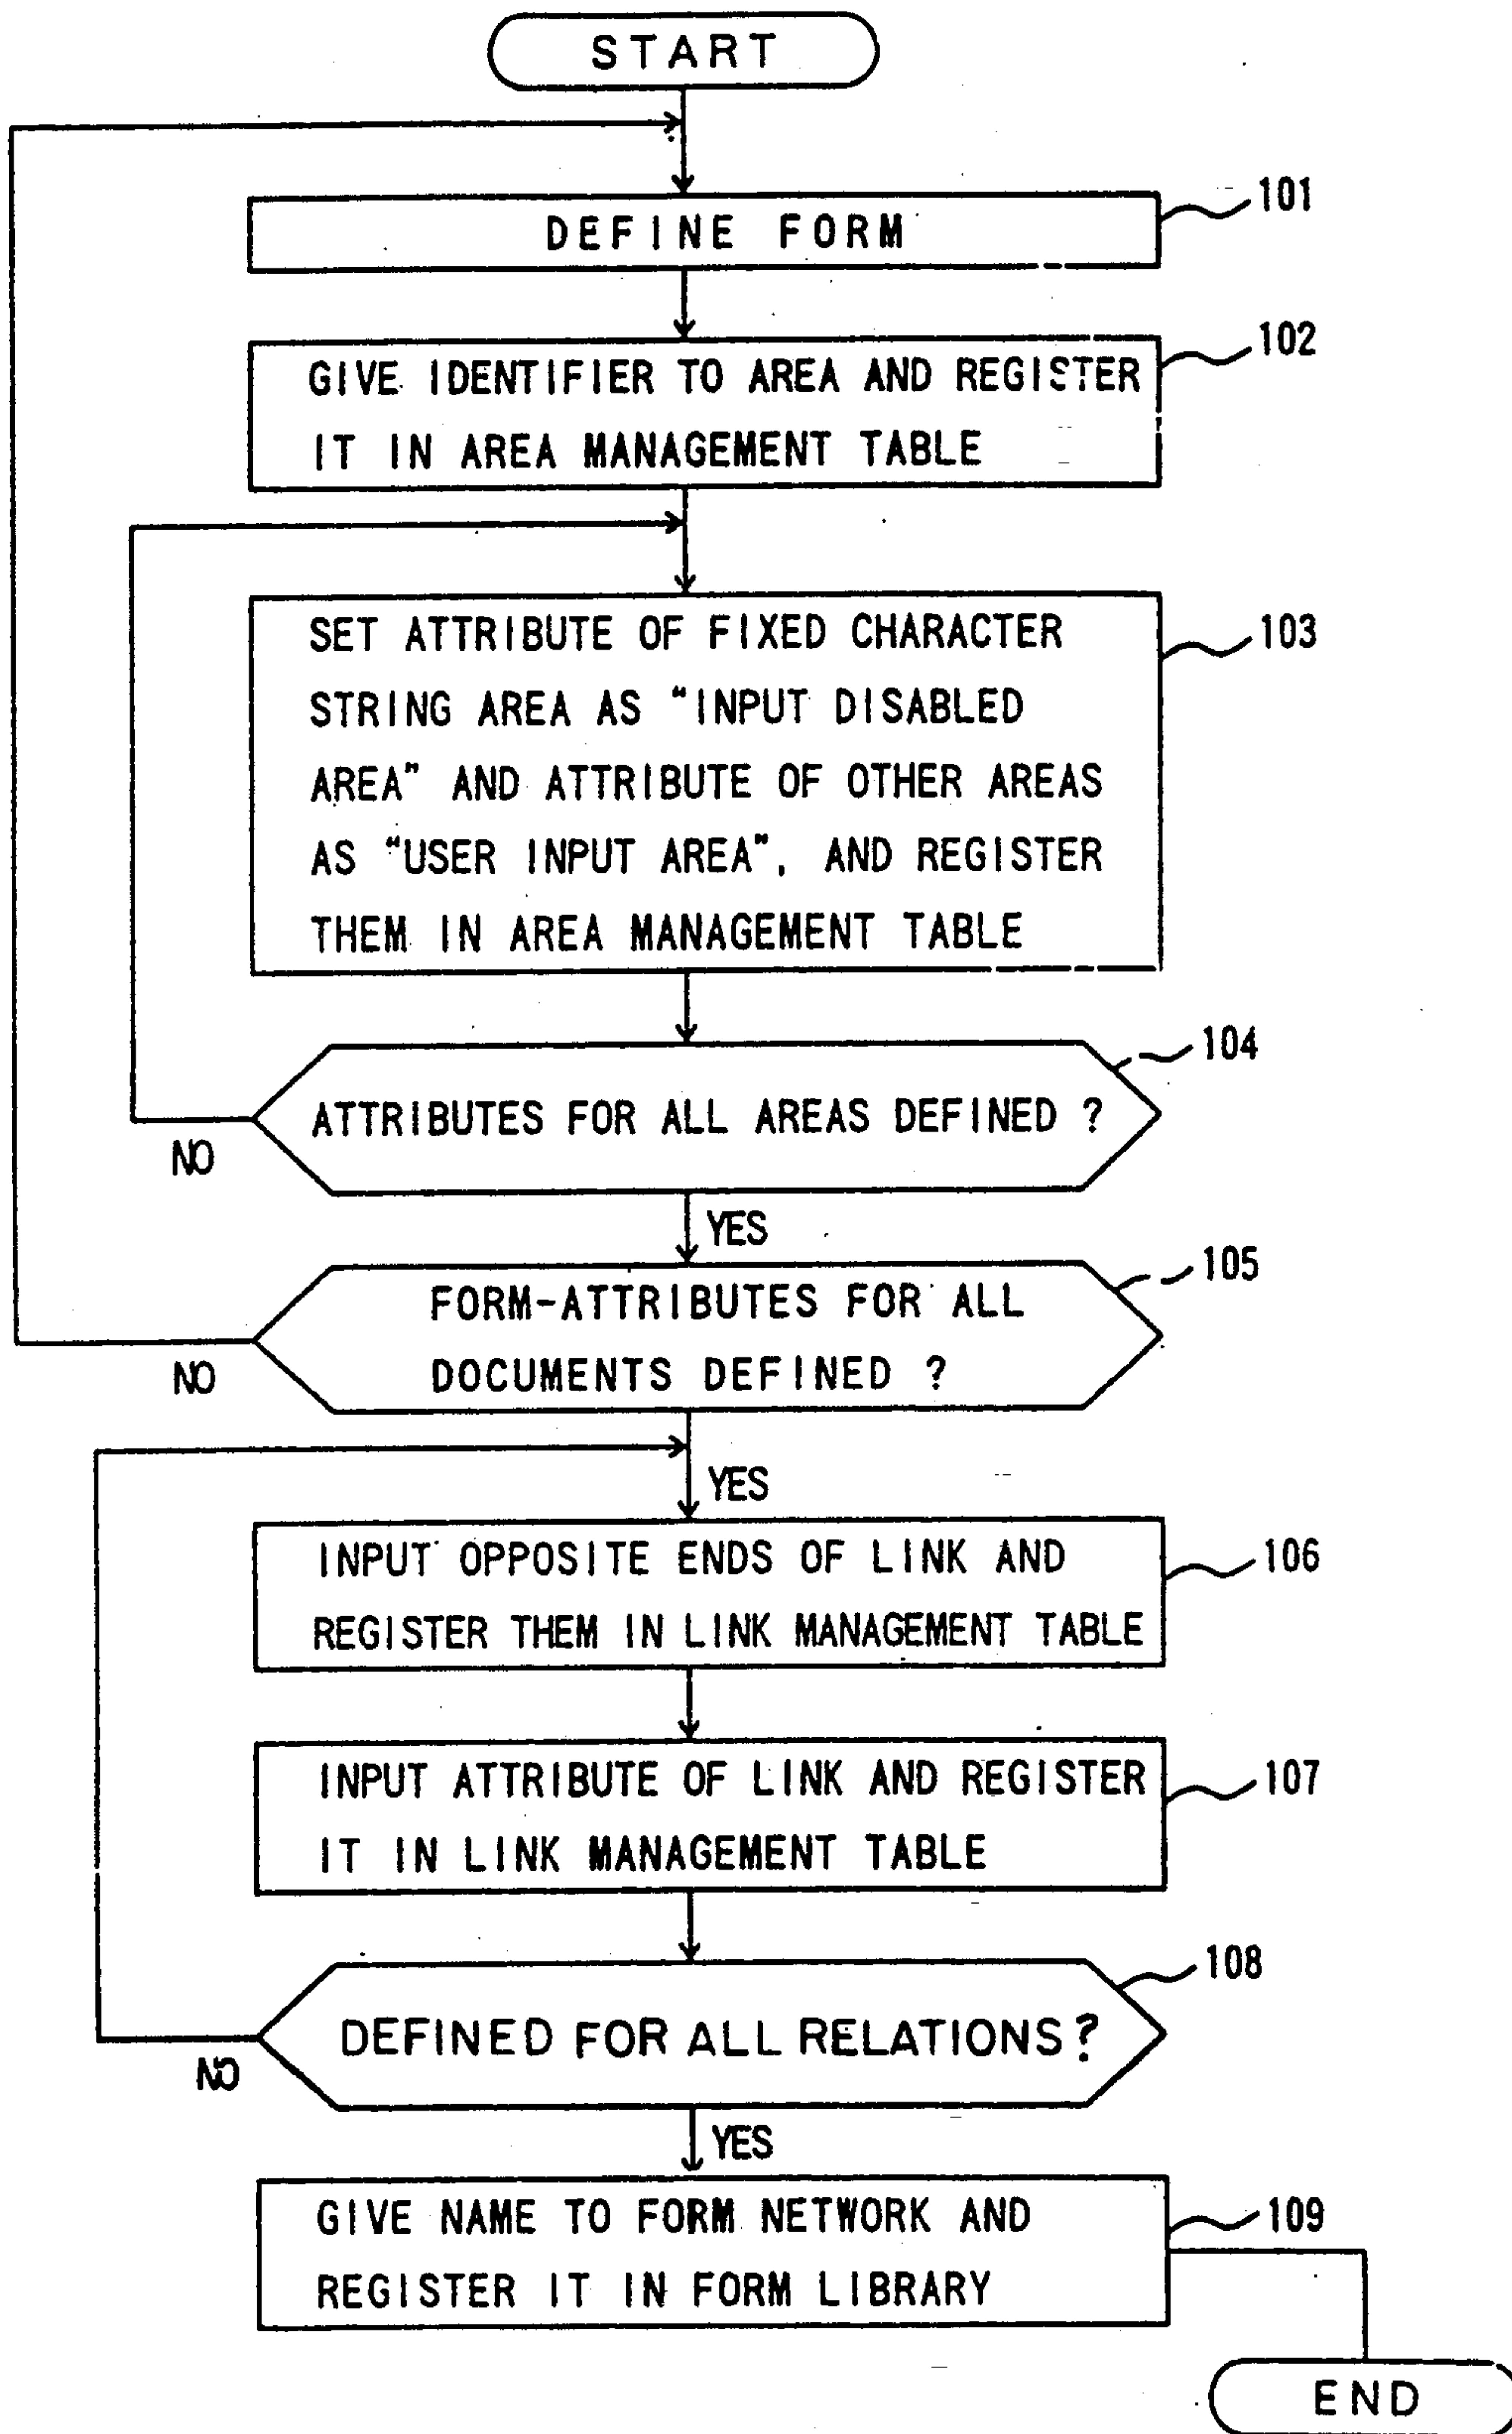 START
DEFINE FORM
101
GIVE IDENTIFIER TO AREA AND REGISTER
IT IN AREA MANAGEMENT TABLE
102
SET ATTRIBUTE OF FIXED CHARACTER
STRING AREA AS "INPUT DISABLED
AREA" AND ATTRIBUTE OF OTHER AREAS
AS "USER INPUT AREA", AND REGISTER
THEM IN AREA MANAGEMENT TABLE
103
ATTRIBUTES FOR ALL AREAS DEFINED ?
104
NO
YES
FORM-ATTRIBUTES FOR ALL
DOCUMENTS DEFINED ?
105
NO
YES
INPUT OPPOSITE ENDS OF LINK AND
REGISTER THEM IN LINK MANAGEMENT TABLE
106
INPUT ATTRIBUTE OF LINK AND REGISTER
IT IN LINK MANAGEMENT TABLE
107
DEFINED FOR ALL RELATIONS?
108
NO
YES
GIVE NAME TO FORM NETWORK AND
REGISTER IT IN FORM LIBRARY
109
END